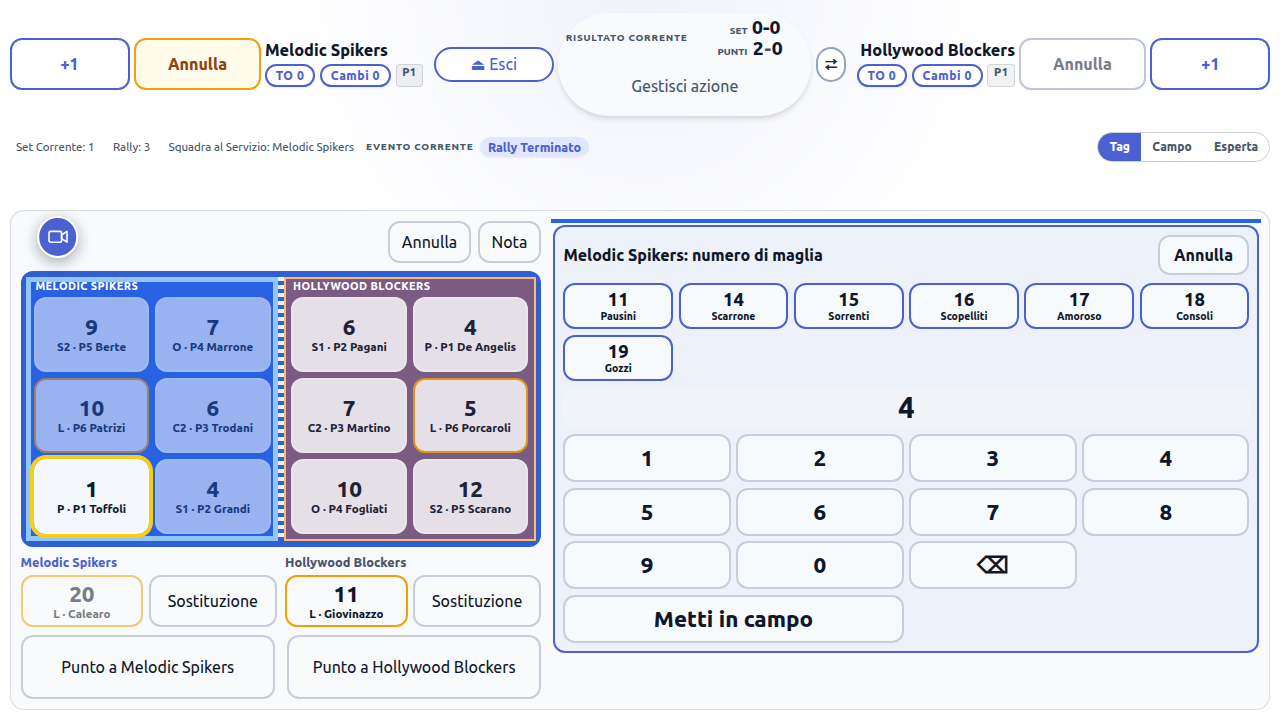 +1
Annulla
Melodic Spikers
TO 0
Cambi 0
P1
⏏ Esci
RISULTATO CORRENTE
SET 0-0
PUNTI 2-0
Gestisci azione
⇄
Hollywood Blockers
TO 0
Cambi 0
P1
Annulla
+1
Set Corrente: 1
Rally: 3
Squadra al Servizio: Melodic Spikers
EVENTO CORRENTE
Rally Terminato
Tag
Campo
Esperta
Annulla
Nota
MELODIC SPIKERS
9
S2 · P5 Berte
7
O · P4 Marrone
10
L · P6 Patrizi
6
C2 · P3 Trodani
1
P · P1 Toffoli
4
S1 · P2 Grandi
HOLLYWOOD BLOCKERS
6
S1 · P2 Pagani
4
P · P1 De Angelis
7
C2 · P3 Martino
5
L · P6 Porcaroli
10
O · P4 Fogliati
12
S2 · P5 Scarano
Melodic Spikers
20
L · Calearo
Sostituzione
Hollywood Blockers
11
L · Giovinazzo
Sostituzione
Punto a Melodic Spikers
Punto a Hollywood Blockers
Melodic Spikers: numero di maglia
Annulla
11
Pausini
14
Scarrone
15
Sorrenti
16
Scopelliti
17
Amoroso
18
Consoli
19
Gozzi
4
1
2
3
4
5
6
7
8
9
0
⌫
Metti in campo